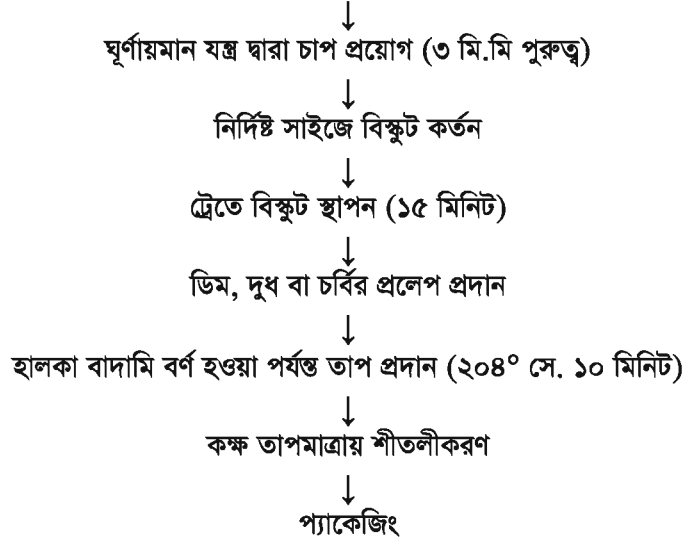 ঘূর্ণায়মান যন্ত্র দ্বারা চাপ প্রয়োগ (৩ মি.মি পুরুত্ব)
নির্দিষ্ট সাইজে বিস্কুট কর্তন
ট্রেতে বিস্কুট স্থাপন (১৫ মিনিট)
ডিম, দুধ বা চর্বির প্রলেপ প্রদান
হালকা বাদামি বর্ণ হওয়া পর্যন্ত তাপ প্রদান (২০৪° সে. ১০ মিনিট)
কক্ষ তাপমাত্রায় শীতলীকরণ
প্যাকেজিং